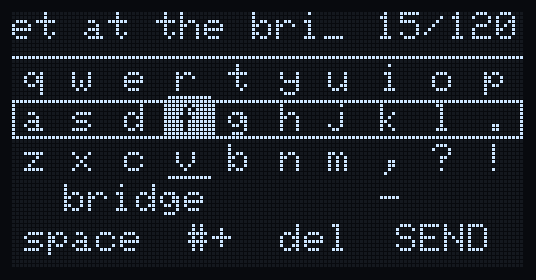 et at the bri_ 15/120
q w e r t y u i o p
a s d f g h j k l .
z x c v b n m , ? !
bridge -
space #+ del SEND